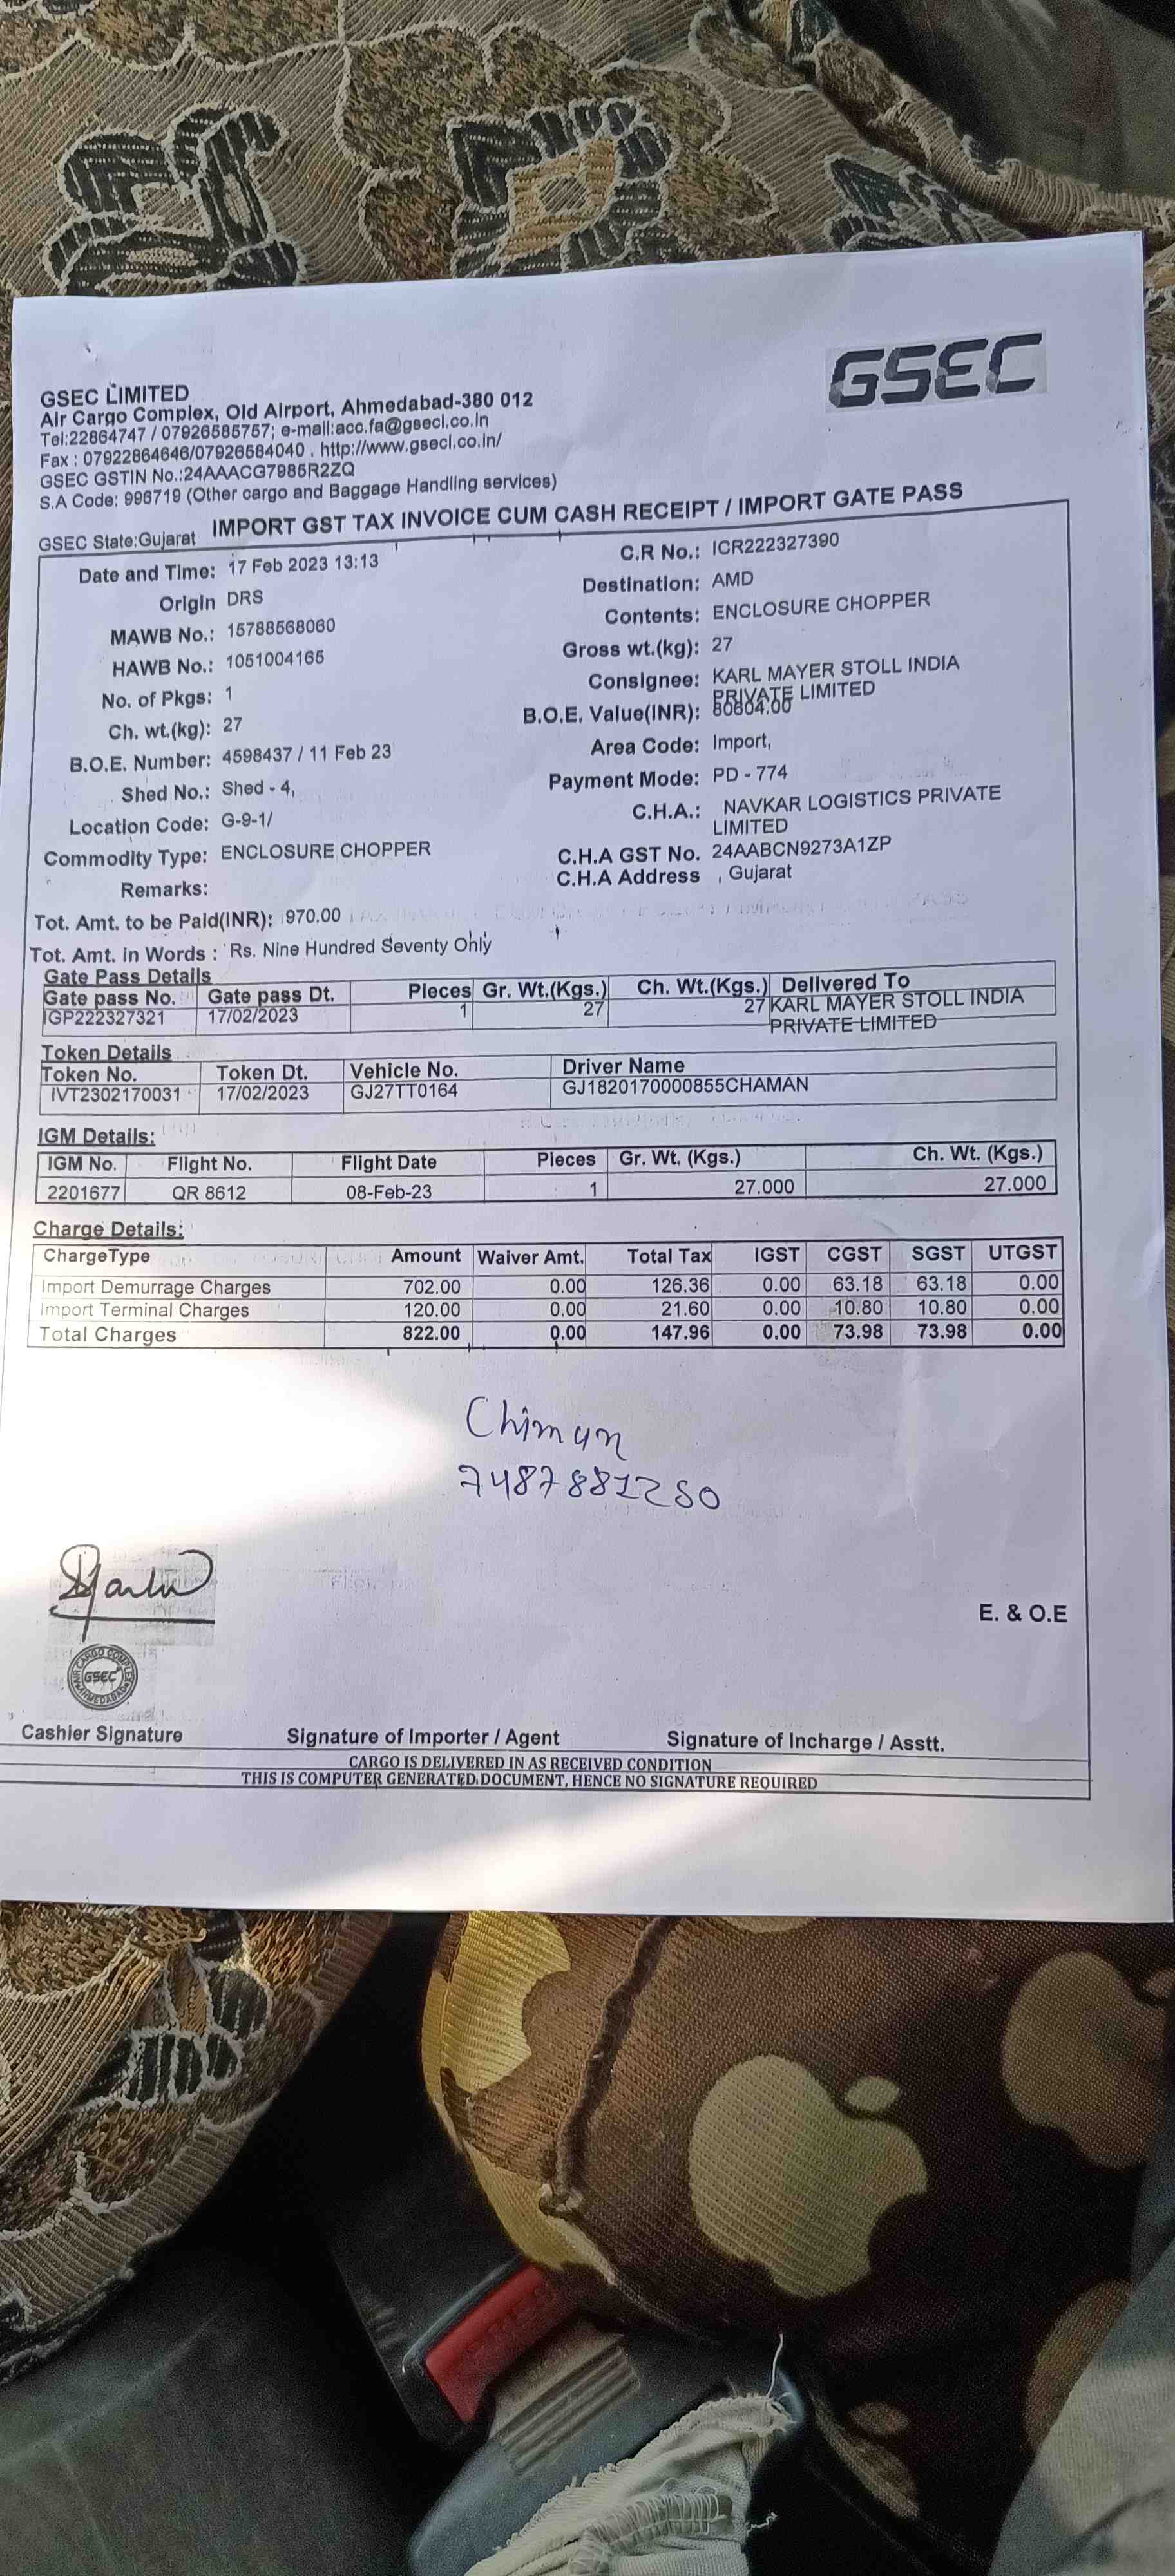 GSEC
GSEC LIMITED
Air Cargo Complex, Old Airport, Ahmedabad-380 012
Tel:22864747 / 07926585757; e-mail:acc.fa@gsecl.co.in
Fax : 07922864646/07926584040 . http://www.gsecl.co.in/
GSEC GSTIN No.:24AAACG7985R2ZQ
S.A Code: 996719 (Other cargo and Baggage Handling services)
GSEC State:Gujarat IMPORT GST TAX INVOICE CUM CASH RECEIPT / IMPORT GATE PASS
Date and Time: 17 Feb 2023 13:13 C.R No.: ICR222327390
Origin DRS Destination: AMD
MAWB No.: 15788568060 Contents: ENCLOSURE CHOPPER
HAWB No.: 1051004165 Gross wt.(kg): 27
No. of Pkgs: 1 Consignee: KARL MAYER STOLL INDIA
PRIVATE LIMITED
Ch. wt.(kg): 27 B.O.E. Value(INR): 80804.00
B.O.E. Number: 4598437 / 11 Feb 23 Area Code: Import,
Shed No.: Shed - 4, Payment Mode: PD - 774
Location Code: G-9-1/ C.H.A.: NAVKAR LOGISTICS PRIVATE
LIMITED
Commodity Type: ENCLOSURE CHOPPER C.H.A GST No. 24AABCN9273A1ZP
Remarks: C.H.A Address , Gujarat
Tot. Amt. to be Paid(INR): 970.00
Tot. Amt. in Words : Rs. Nine Hundred Seventy Only
Gate Pass Details
Gate pass No. Gate pass Dt. Pieces Gr. Wt.(Kgs.) Ch. Wt.(Kgs.) Delivered To
IGP222327321 17/02/2023 1 27 27 KARL MAYER STOLL INDIA
PRIVATE LIMITED
Token Details
Token No. Token Dt. Vehicle No. Driver Name
IVT2302170031 17/02/2023 GJ27TT0164 GJ1820170000855CHAMAN
IGM Details:
IGM No. Flight No. Flight Date Pieces Gr. Wt. (Kgs.) Ch. Wt. (Kgs.)
2201677 QR 8612 08-Feb-23 1 27.000 27.000
Charge Details:
ChargeType Amount Waiver Amt. Total Tax IGST CGST SGST UTGST
Import Demurrage Charges 702.00 0.00 126.36 0.00 63.18 63.18 0.00
Import Terminal Charges 120.00 0.00 21.60 0.00 10.80 10.80 0.00
Total Charges 822.00 0.00 147.96 0.00 73.98 73.98 0.00
Chimun
7487881250
E. & O.E
AIR CARGO COMPLEX
GSEC
AHMEDABAD
Cashier Signature Signature of Importer / Agent Signature of Incharge / Asstt.
CARGO IS DELIVERED IN AS RECEIVED CONDITION
THIS IS COMPUTER GENERATED DOCUMENT, HENCE NO SIGNATURE REQUIRED